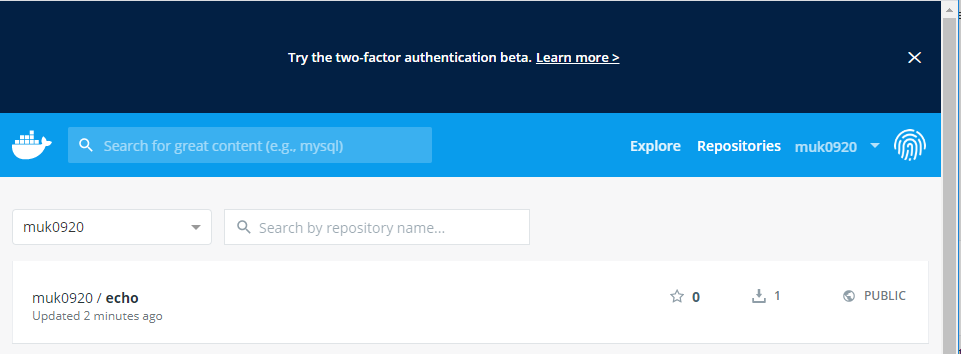 Try the two-factor authentication beta. Learn more >
Search for great content (e.g., mysql)
Explore Repositories muk0920
muk0920
Search by repository name...
muk0920 / echo
0 1 PUBLIC
Updated 2 minutes ago